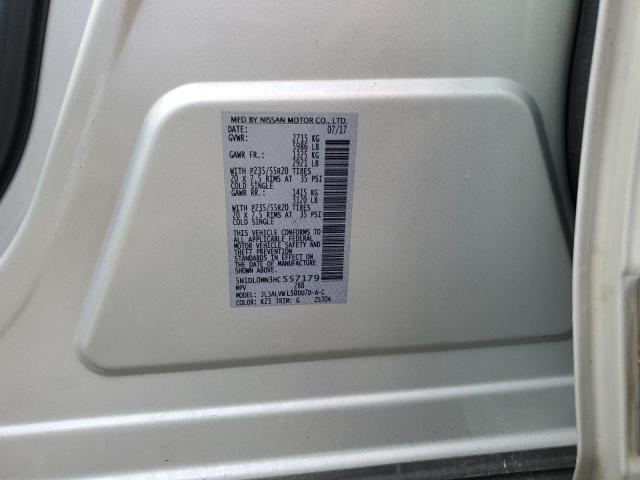 MFD BY NISSAN MOTOR CO., LTD.
DATE: 07/17
GVWR: 2715 KG
5986 LB
GAWR FR.: 1325 KG
2921 LB
WITH P235/55R20 TIRES
20 X 7.5 RIMS AT 35 PSI
COLD SINGLE
GAWR RR.: 1415 KG
3120 LB
WITH P235/55R20 TIRES
20 X 7.5 RIMS AT 35 PSI
COLD SINGLE
THIS VEHICLE CONFORMS TO
ALL APPLICABLE FEDERAL
MOTOR VEHICLE SAFETY AND
THEFT PREVENTION
STANDARDS IN EFFECT ON
THE DATE OF MANUFACTURE
SHOWN ABOVE.
5N1DL0MN3HC557179
MPV 288
MODEL: JL3ALVWL50DU7D-A-C
COLOR: K23 TRIM: G ZS3DA